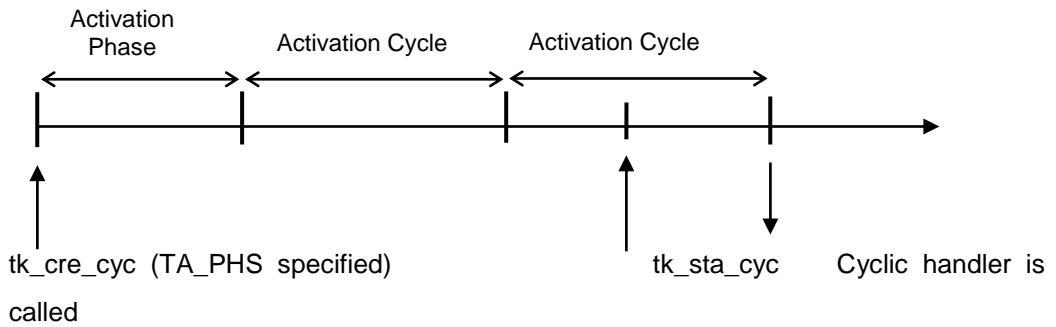 Activation
Phase
Activation Cycle
Activation Cycle
tk_cre_cyc (TA_PHS specified) tk_sta_cyc Cyclic handler is
called